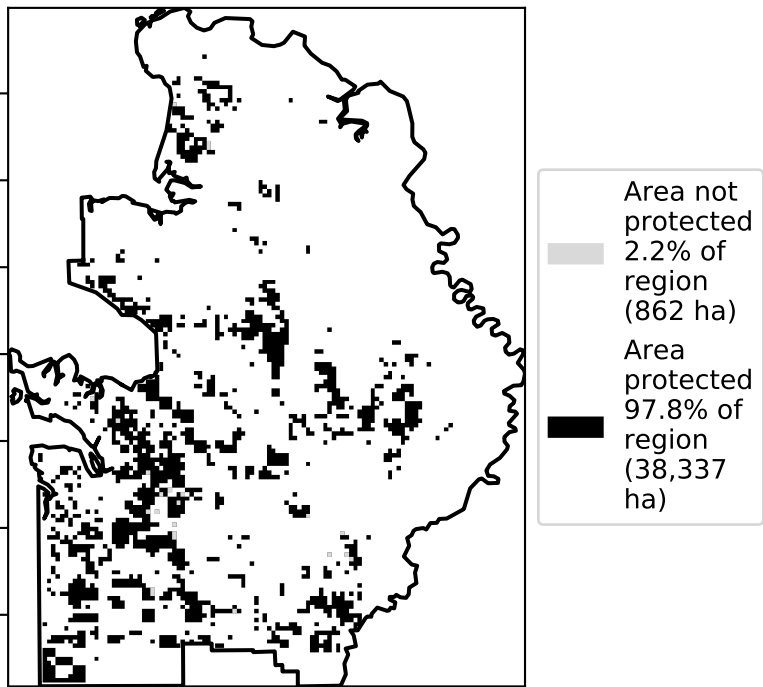 Area not
protected
2.2% of
region
(862 ha)
Area
protected
97.8% of
region
(38,337
ha)